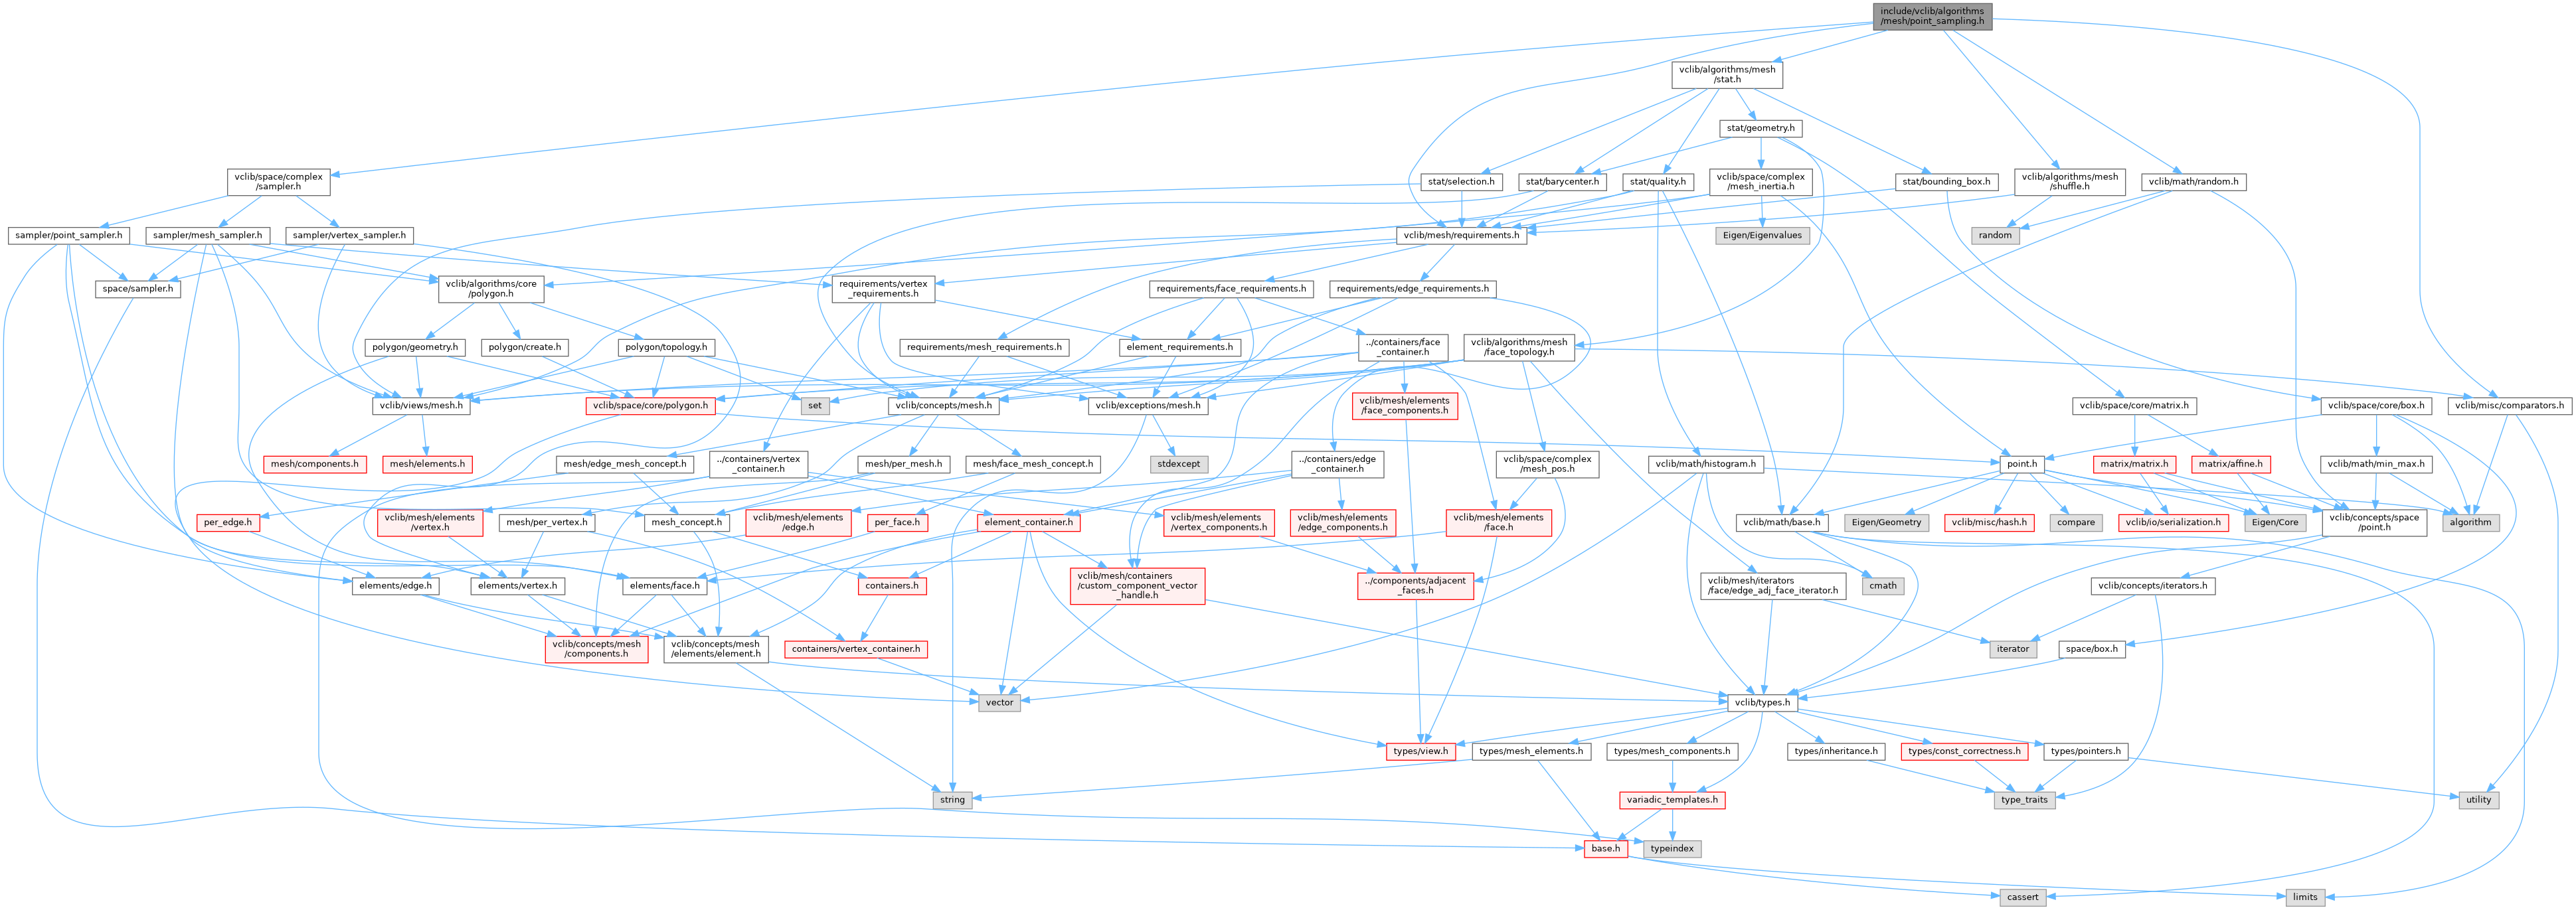 include/vclib/algorithms
/mesh/point_sampling.h
vclib/algorithms/mesh
/stat.h
stat/geometry.h
vclib/space/complex
/sampler.h
stat/selection.h
stat/barycenter.h
stat/quality.h
vclib/space/complex
/mesh_inertia.h
stat/bounding_box.h
vclib/algorithms/mesh
/shuffle.h
vclib/math/random.h
sampler/point_sampler.h
sampler/mesh_sampler.h
sampler/vertex_sampler.h
vclib/mesh/requirements.h
Eigen/Eigenvalues
random
space/sampler.h
vclib/algorithms/core
/polygon.h
requirements/vertex
_requirements.h
requirements/face_requirements.h
requirements/edge_requirements.h
polygon/geometry.h
polygon/create.h
polygon/topology.h
requirements/mesh_requirements.h
element_requirements.h
../containers/face
_container.h
vclib/algorithms/mesh
/face_topology.h
vclib/views/mesh.h
vclib/space/core/polygon.h
set
vclib/concepts/mesh.h
vclib/exceptions/mesh.h
vclib/mesh/elements
/face_components.h
vclib/space/core/matrix.h
vclib/space/core/box.h
vclib/misc/comparators.h
mesh/components.h
mesh/elements.h
mesh/edge_mesh_concept.h
../containers/vertex
_container.h
mesh/per_mesh.h
mesh/face_mesh_concept.h
stdexcept
../containers/edge
_container.h
vclib/space/complex
/mesh_pos.h
vclib/math/histogram.h
point.h
matrix/matrix.h
matrix/affine.h
vclib/math/min_max.h
per_edge.h
vclib/mesh/elements
/vertex.h
mesh/per_vertex.h
mesh_concept.h
vclib/mesh/elements
/edge.h
per_face.h
element_container.h
vclib/mesh/elements
/vertex_components.h
vclib/mesh/elements
/edge_components.h
vclib/mesh/elements
/face.h
vclib/math/base.h
Eigen/Geometry
vclib/misc/hash.h
compare
vclib/io/serialization.h
Eigen/Core
vclib/concepts/space
/point.h
algorithm
elements/edge.h
elements/vertex.h
elements/face.h
containers.h
vclib/mesh/containers
/custom_component_vector
_handle.h
../components/adjacent
_faces.h
vclib/mesh/iterators
/face/edge_adj_face_iterator.h
cmath
vclib/concepts/iterators.h
vclib/concepts/mesh
/components.h
vclib/concepts/mesh
/elements/element.h
containers/vertex_container.h
iterator
space/box.h
vector
vclib/types.h
types/view.h
types/mesh_elements.h
types/mesh_components.h
types/inheritance.h
types/const_correctness.h
types/pointers.h
string
variadic_templates.h
type_traits
utility
base.h
typeindex
cassert
limits